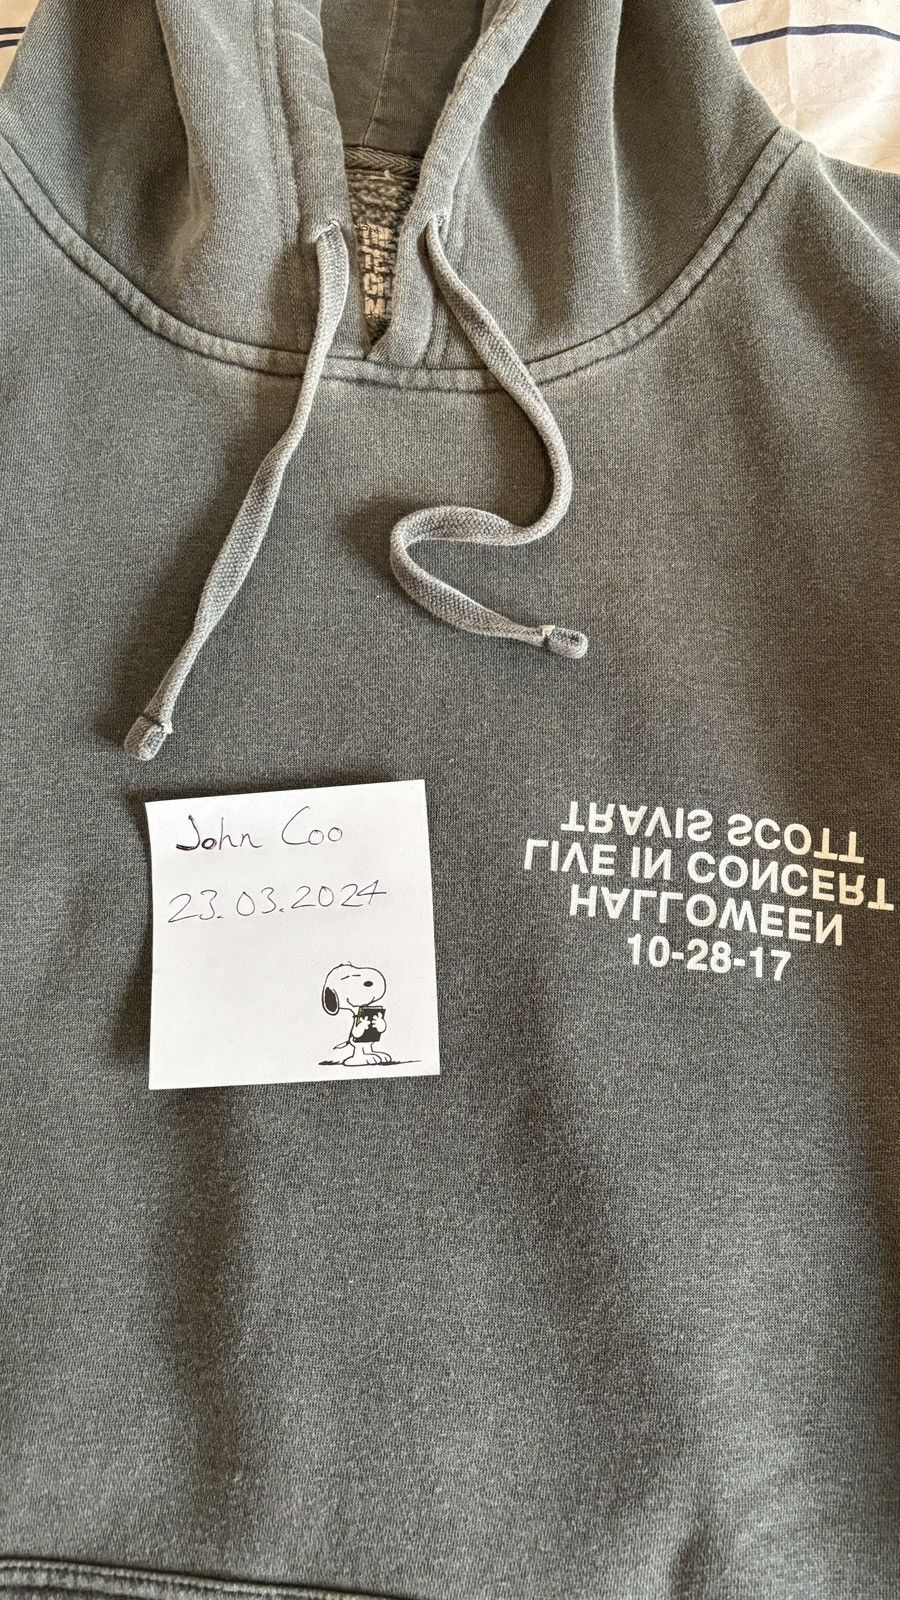 John Coo
23.03.2024
TRAVIS SCOTT
LIVE IN CONCERT
HALLOWEEN
10-28-17